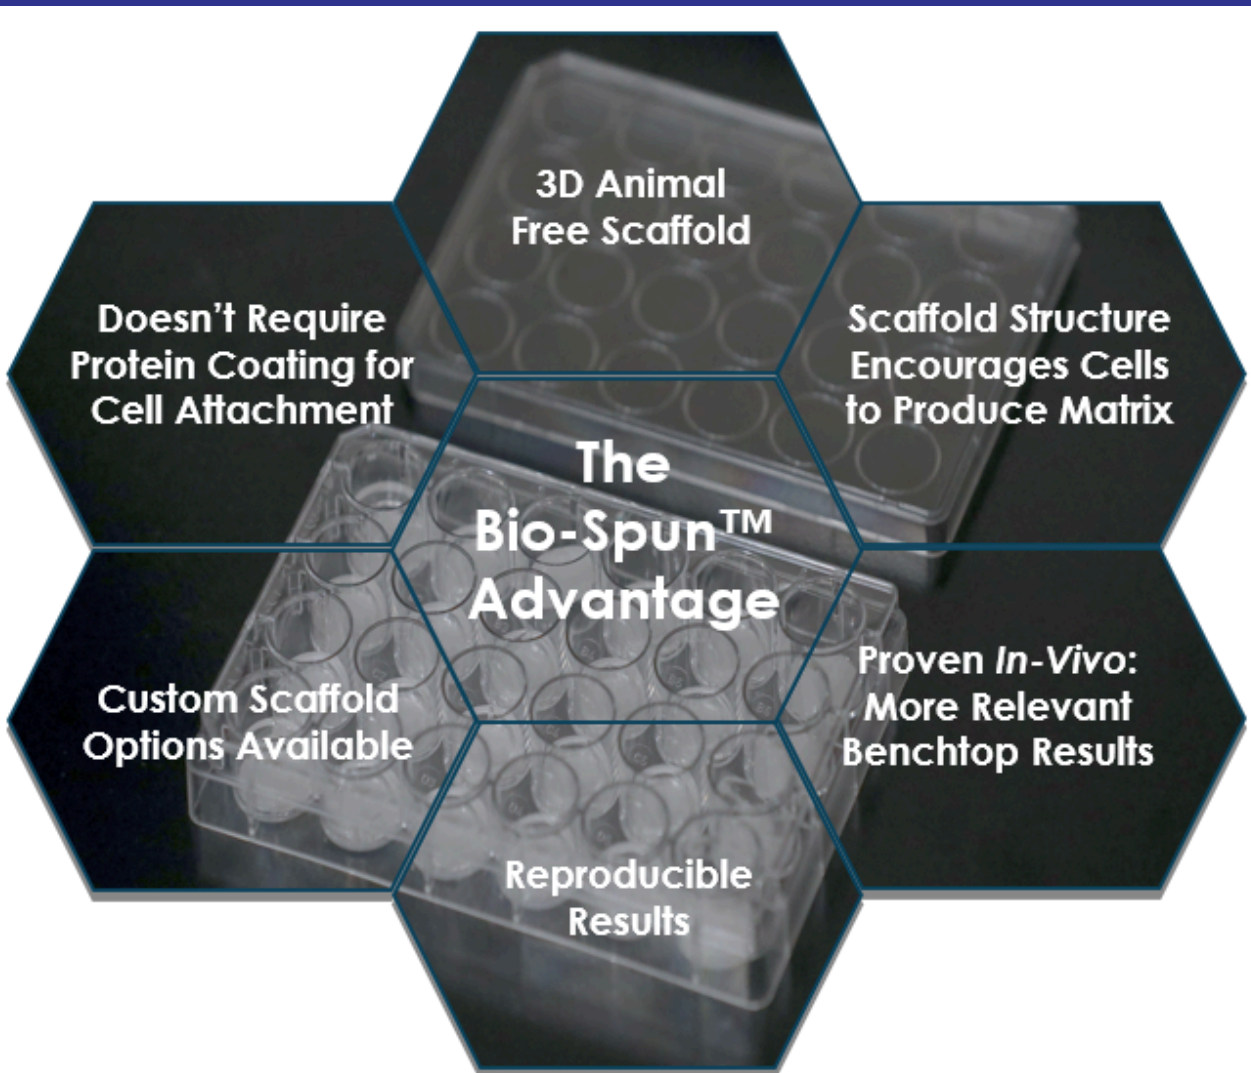 3D Animal
Free Scaffold
Doesn't Require
Protein Coating for
Cell Attachment
Scaffold Structure
Encourages Cells
to Produce Matrix
The
Bio-Spun™
Advantage
Custom Scaffold
Options Available
Proven In-Vivo:
More Relevant
Benchtop Results
Reproducible
Results